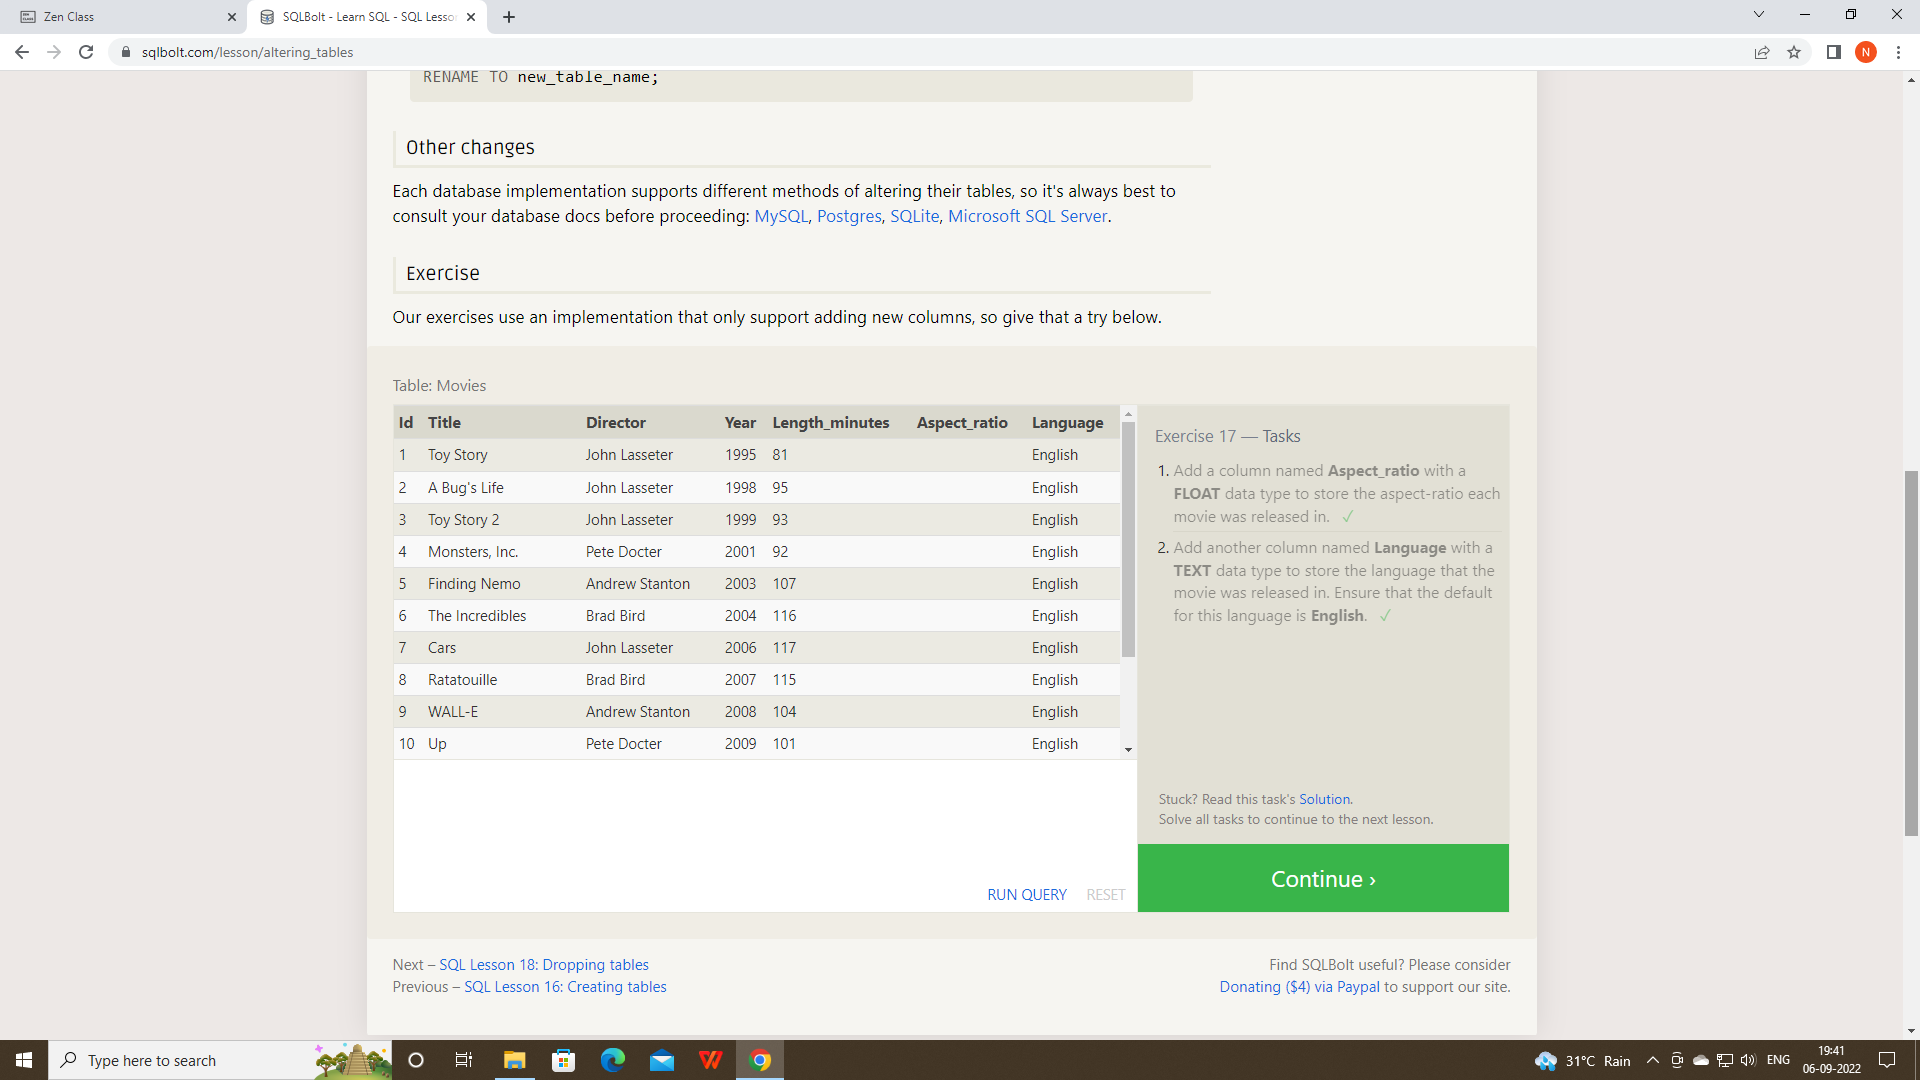 Zen Class
SQLBolt - Learn SQL - SQL Lesso
sqlbolt.com/lesson/altering_tables
N
RENAME TO new_table_name;
Other changes
Each database implementation supports different methods of altering their tables, so it's always best to
consult your database docs before proceeding: MySQL, Postgres, SQLite, Microsoft SQL Server.
Exercise
Our exercises use an implementation that only support adding new columns, so give that a try below.
Table: Movies
Id Title Director Year Length_minutes Aspect_ratio Language
1 Toy Story John Lasseter 1995 81 English
2 A Bug's Life John Lasseter 1998 95 English
3 Toy Story 2 John Lasseter 1999 93 English
4 Monsters, Inc. Pete Docter 2001 92 English
5 Finding Nemo Andrew Stanton 2003 107 English
6 The Incredibles Brad Bird 2004 116 English
7 Cars John Lasseter 2006 117 English
8 Ratatouille Brad Bird 2007 115 English
9 WALL-E Andrew Stanton 2008 104 English
10 Up Pete Docter 2009 101 English
RUN QUERY RESET
Exercise 17 — Tasks
1. Add a column named Aspect_ratio with a
FLOAT data type to store the aspect-ratio each
movie was released in. ✓
2. Add another column named Language with a
TEXT data type to store the language that the
movie was released in. Ensure that the default
for this language is English. ✓
Stuck? Read this task's Solution.
Solve all tasks to continue to the next lesson.
Continue ›
Next – SQL Lesson 18: Dropping tables
Previous – SQL Lesson 16: Creating tables
Find SQLBolt useful? Please consider
Donating ($4) via Paypal to support our site.
Type here to search
31°C Rain
ENG
19:41
06-09-2022